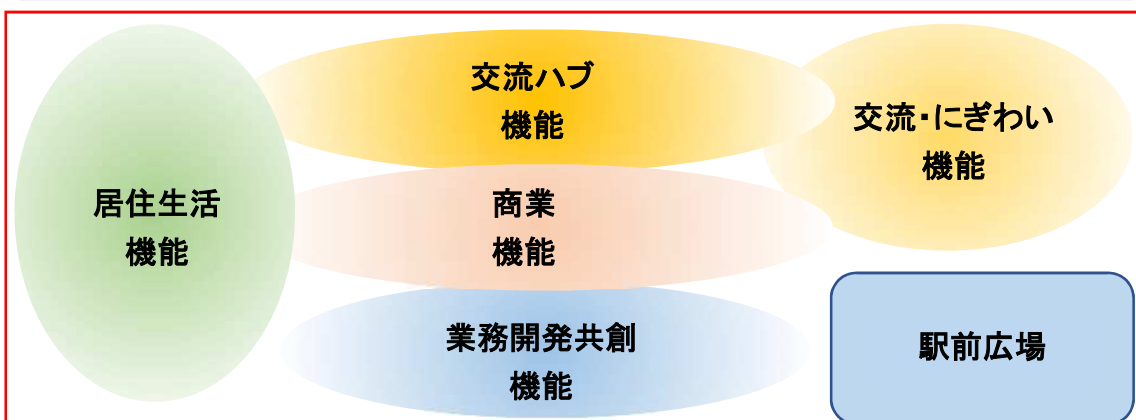 交流ハブ
機能
交流・にぎわい
機能
居住生活
機能
商業
機能
業務開発共創
機能
駅前広場